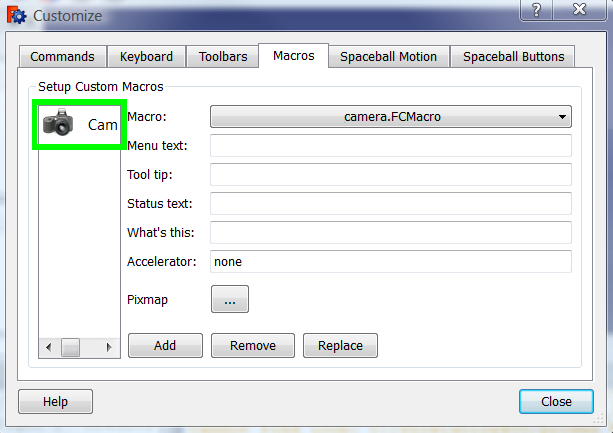 Customize
Commands Keyboard Toolbars Macros Spaceball Motion Spaceball Buttons
Setup Custom Macros
Cam
Macro: camera.FCMacro
Menu text:
Tool tip:
Status text:
What's this:
Accelerator: none
Pixmap ...
Add Remove Replace
Help Close